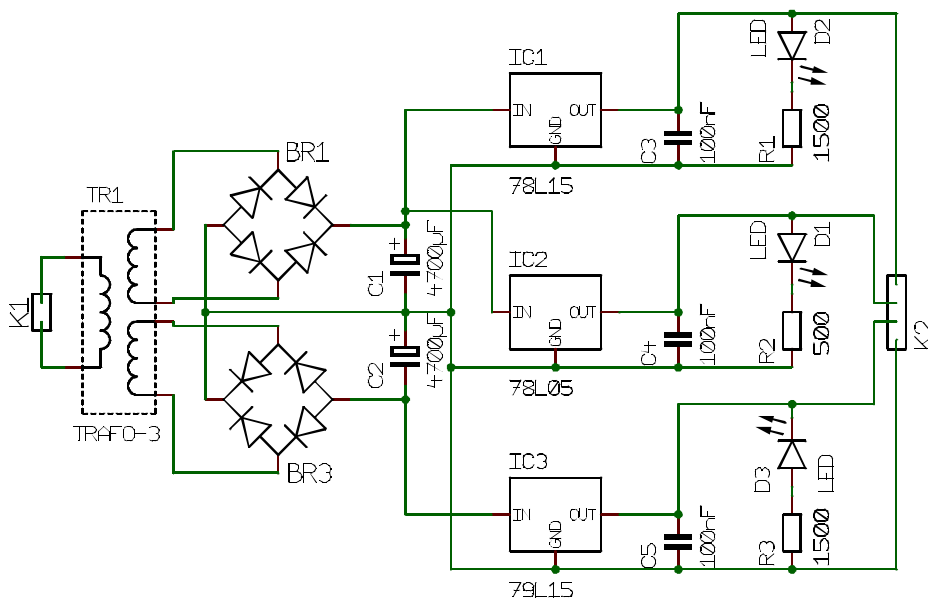 IC1
IN
OUT
GND
78L15
C3
100nF
LED
D2
R1
1500
BR1
TR1
K1
TRAFO-3
BR3
C1
4700µF
+
C2
4700µF
+
IC2
IN
OUT
GND
78L05
C4
100nF
LED
D1
R2
500
K2
IC3
IN
OUT
GND
79L15
C5
100nF
D3
LED
R3
1500